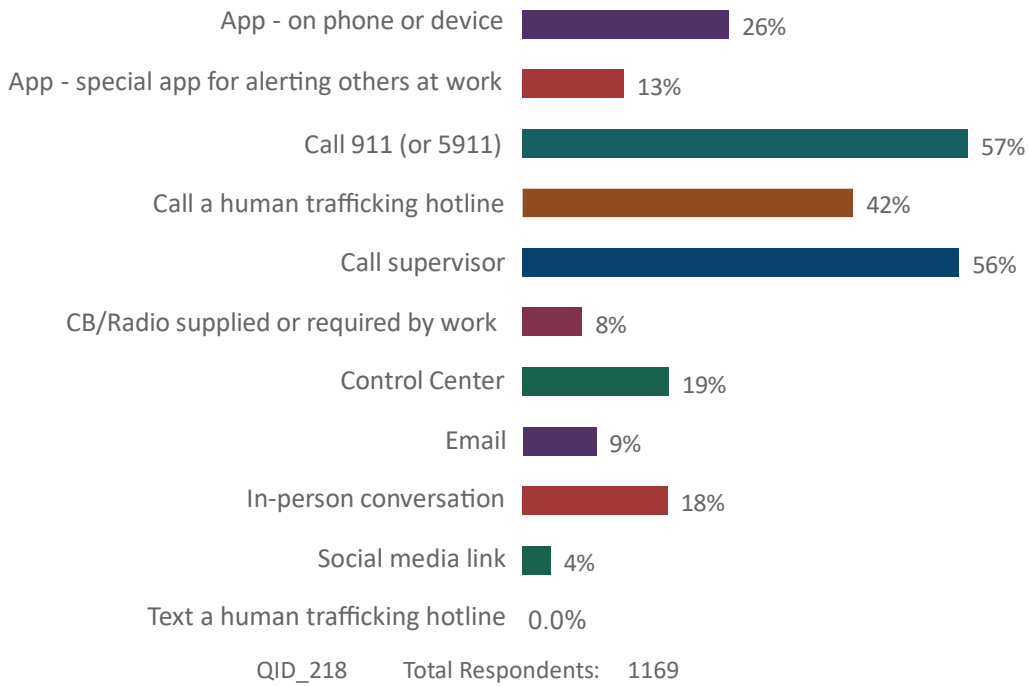 App - on phone or device 26%
App - special app for alerting others at work 13%
Call 911 (or 5911) 57%
Call a human trafficking hotline 42%
Call supervisor 56%
CB/Radio supplied or required by work 8%
Control Center 19%
Email 9%
In-person conversation 18%
Social media link 4%
Text a human trafficking hotline 0.0%
QID_218 Total Respondents: 1169